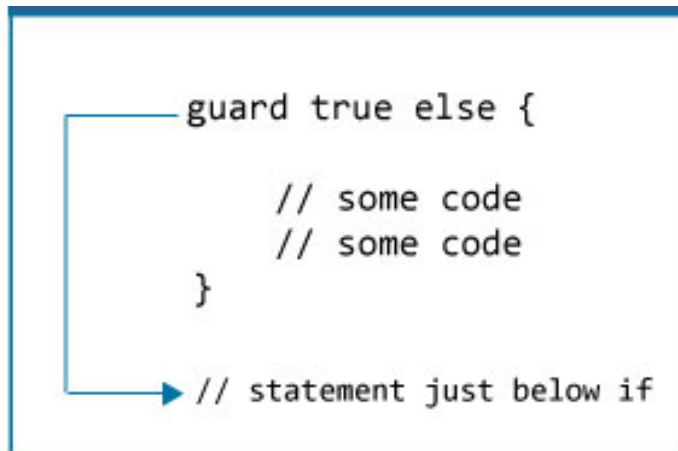 guard true else {
// some code
// some code
}
// statement just below if